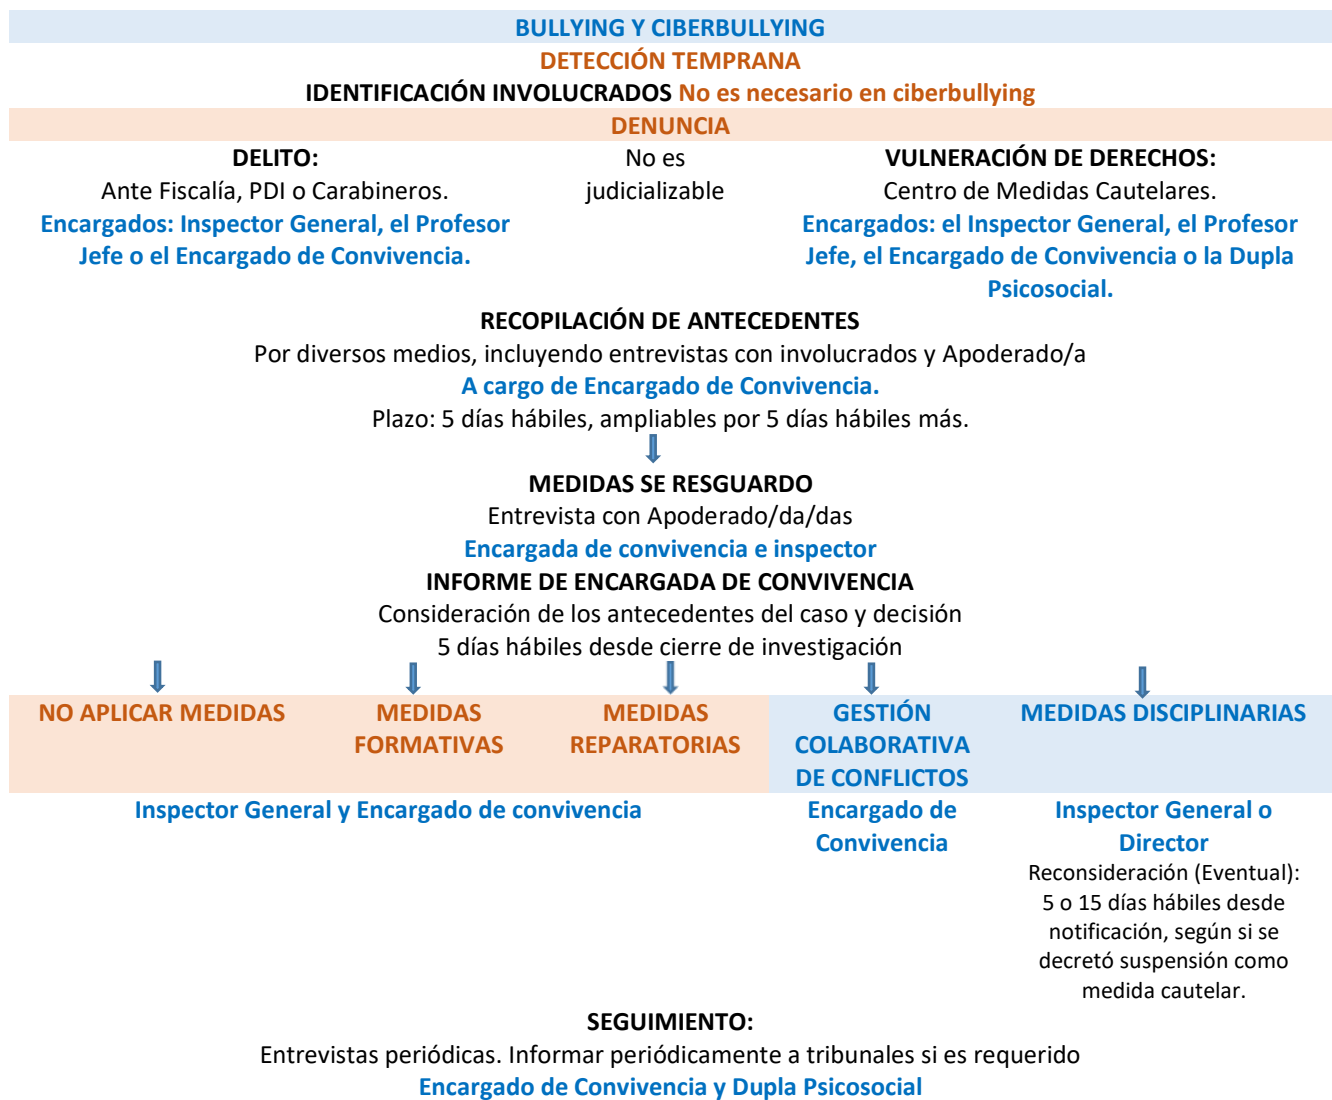 BULLYING Y CIBERBULLYING
DETECCIÓN TEMPRANA
IDENTIFICACIÓN INVOLUCRADOS No es necesario en ciberbullying
DENUNCIA
DELITO:
Ante Fiscalía, PDI o Carabineros.
Encargados: Inspector General, el Profesor
Jefe o el Encargado de Convivencia.
No es
judicializable
VULNERACIÓN DE DERECHOS:
Centro de Medidas Cautelares.
Encargados: el Inspector General, el Profesor
Jefe, el Encargado de Convivencia o la Dupla
Psicosocial.
RECOPILACIÓN DE ANTECEDENTES
Por diversos medios, incluyendo entrevistas con involucrados y Apoderado/a
A cargo de Encargado de Convivencia.
Plazo: 5 días hábiles, ampliables por 5 días hábiles más.
MEDIDAS SE RESGUARDO
Entrevista con Apoderado/da/das
Encargada de convivencia e inspector
INFORME DE ENCARGADA DE CONVIVENCIA
Consideración de los antecedentes del caso y decisión
5 días hábiles desde cierre de investigación
NO APLICAR MEDIDAS
MEDIDAS
FORMATIVAS
MEDIDAS
REPARATORIAS
GESTIÓN
COLABORATIVA
DE CONFLICTOS
MEDIDAS DISCIPLINARIAS
Inspector General y Encargado de convivencia
Encargado de
Convivencia
Inspector General o
Director
Reconsideración (Eventual):
5 o 15 días hábiles desde
notificación, según si se
decretó suspensión como
medida cautelar.
SEGUIMIENTO:
Entrevistas periódicas. Informar periódicamente a tribunales si es requerido
Encargado de Convivencia y Dupla Psicosocial